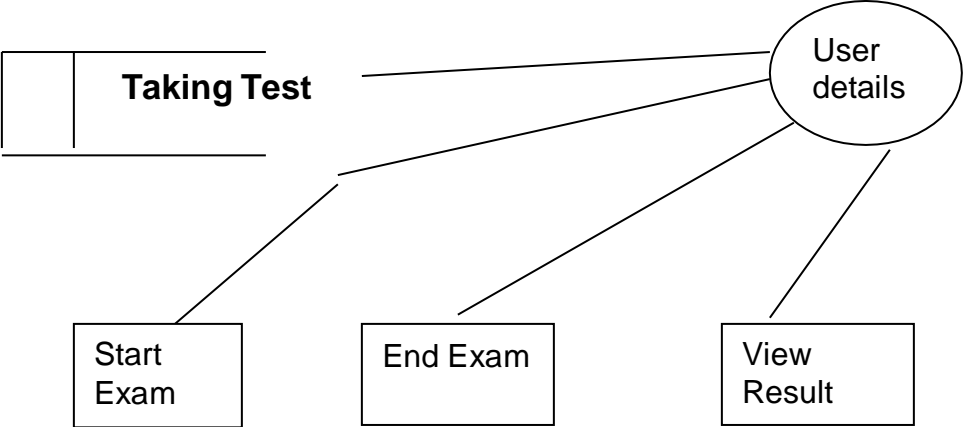 User
details
Taking Test
Start
Exam
End Exam
View
Result